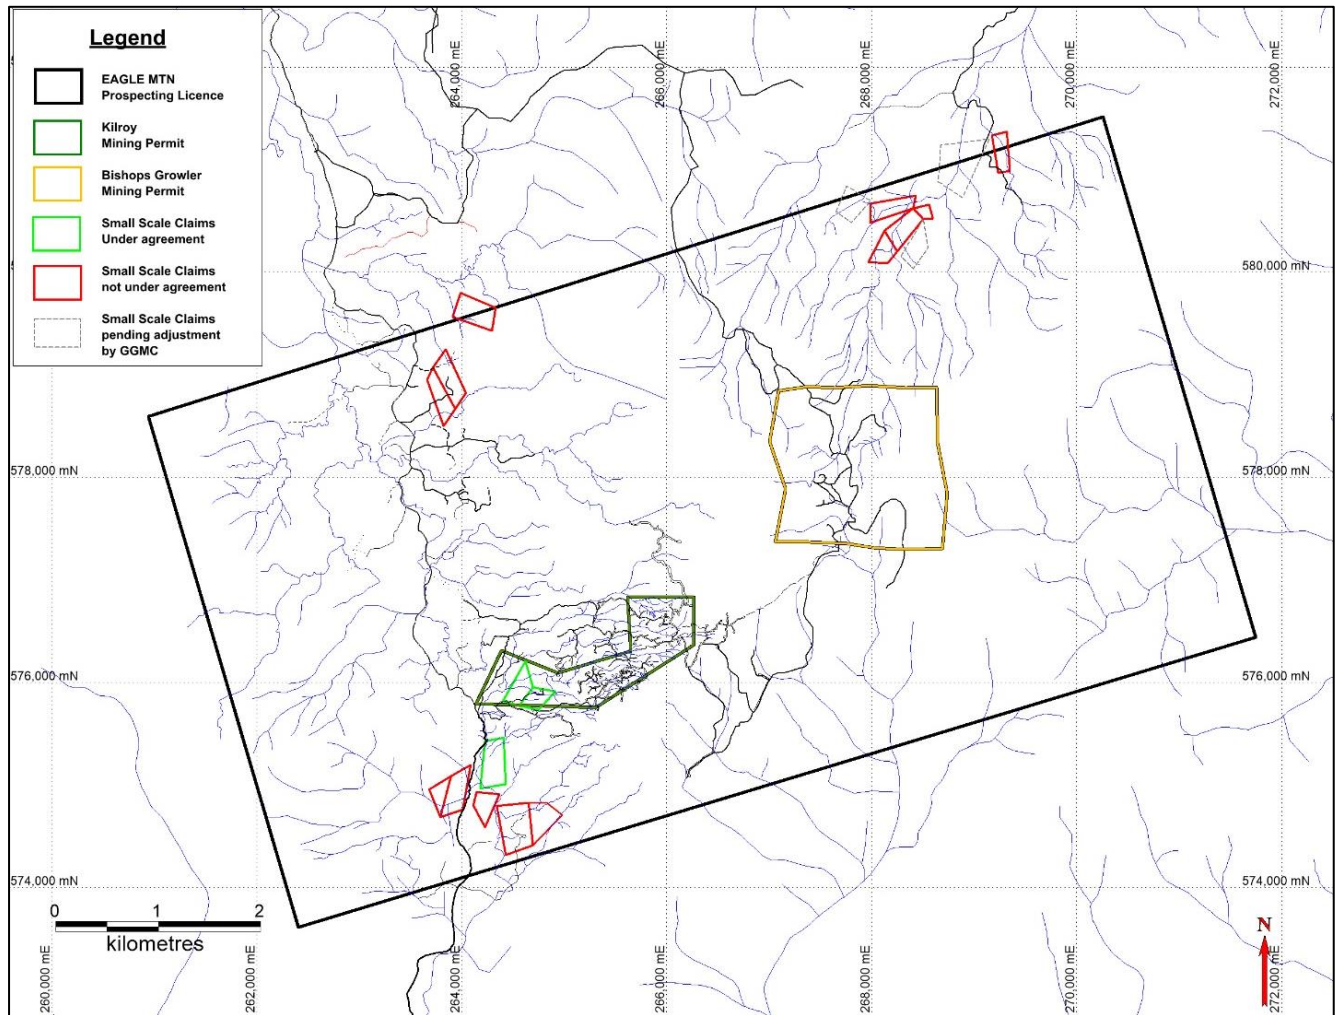 Legend
EAGLE MTN
Prospecting Licence
Kilroy
Mining Permit
Bishops Growler
Mining Permit
Small Scale Claims
Under agreement
Small Scale Claims
not under agreement
Small Scale Claims
pending adjustment
by GGMC
264,000 mE
266,000 mE
268,000 mE
270,000 mE
272,000 mE
580,000 mN
578,000 mN
578,000 mN
576,000 mN
576,000 mN
574,000 mN
574,000 mN
0 1 2
kilometres
N
260,000 mE
262,000 mE
264,000 mE
266,000 mE
268,000 mE
270,000 mE
272,000 mE